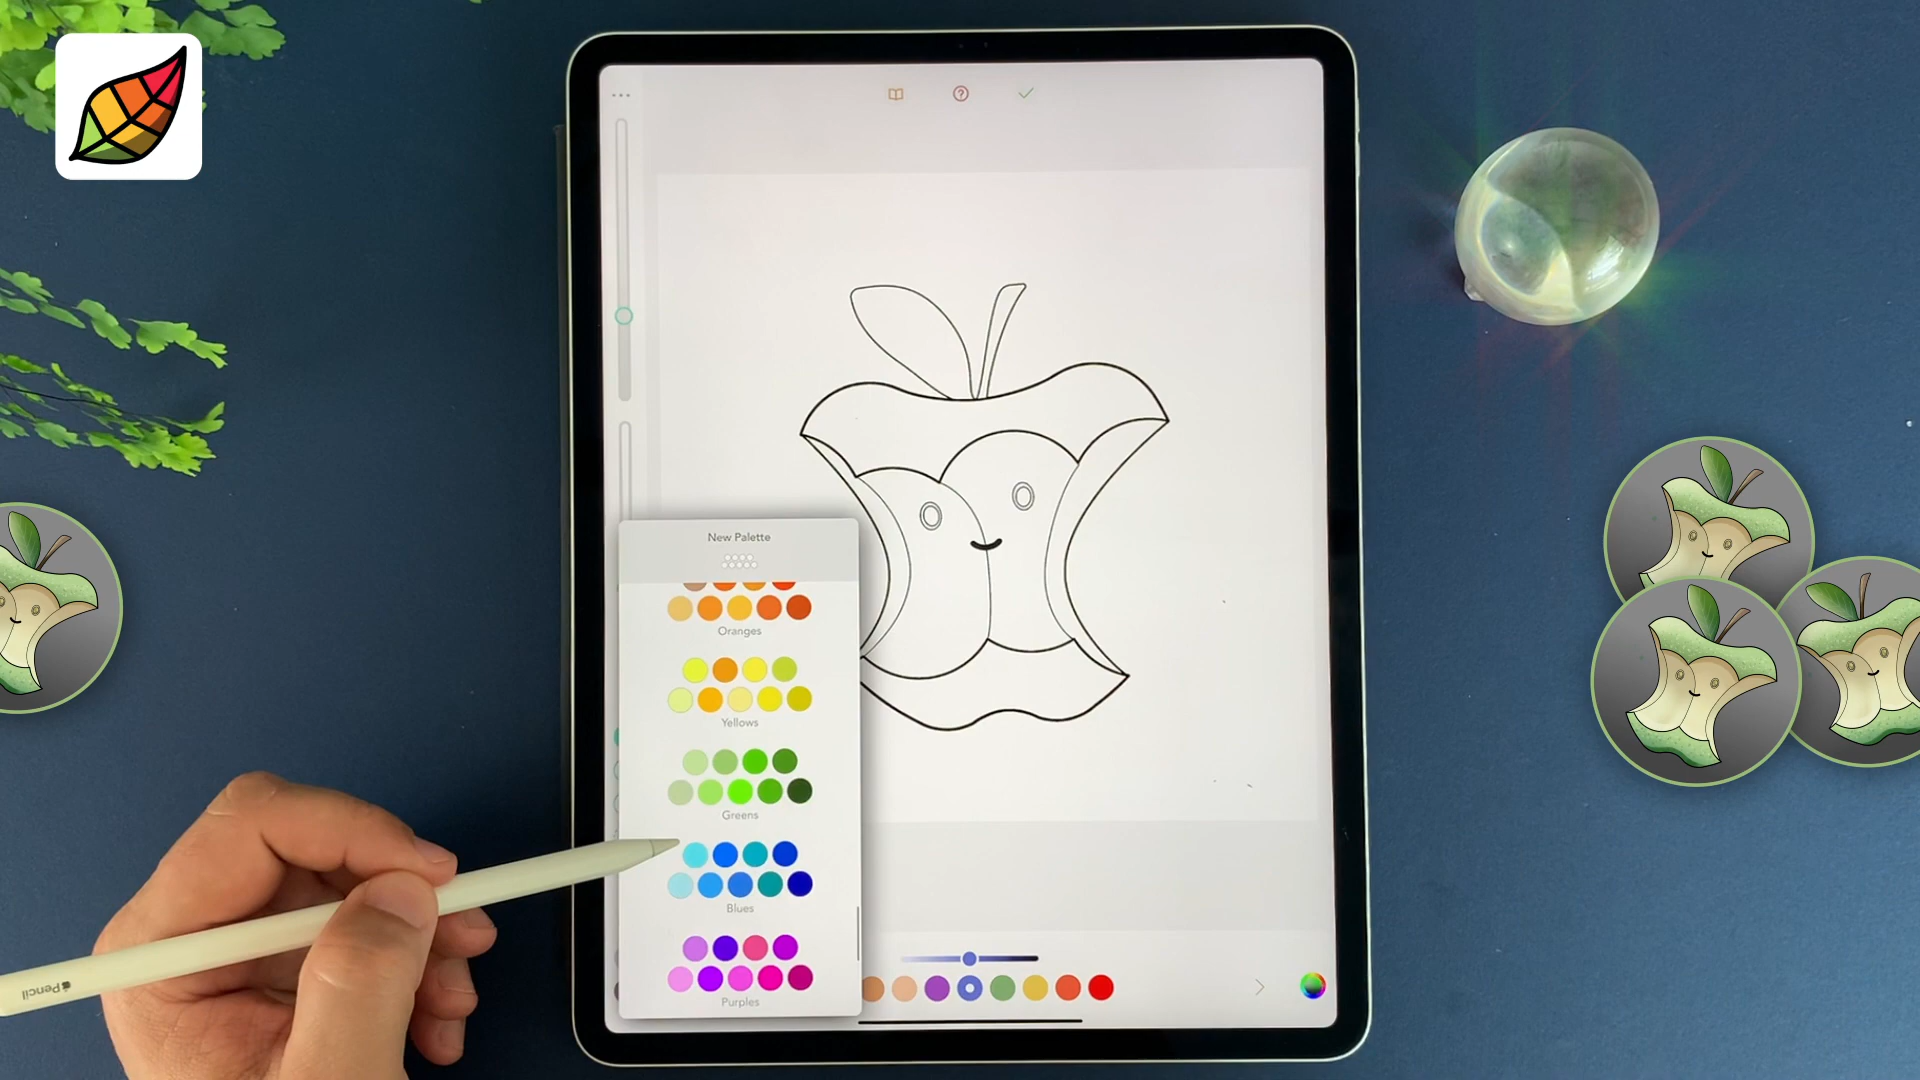 New Palette
Oranges
Yellows
Greens
Blues
Purples
Pencil